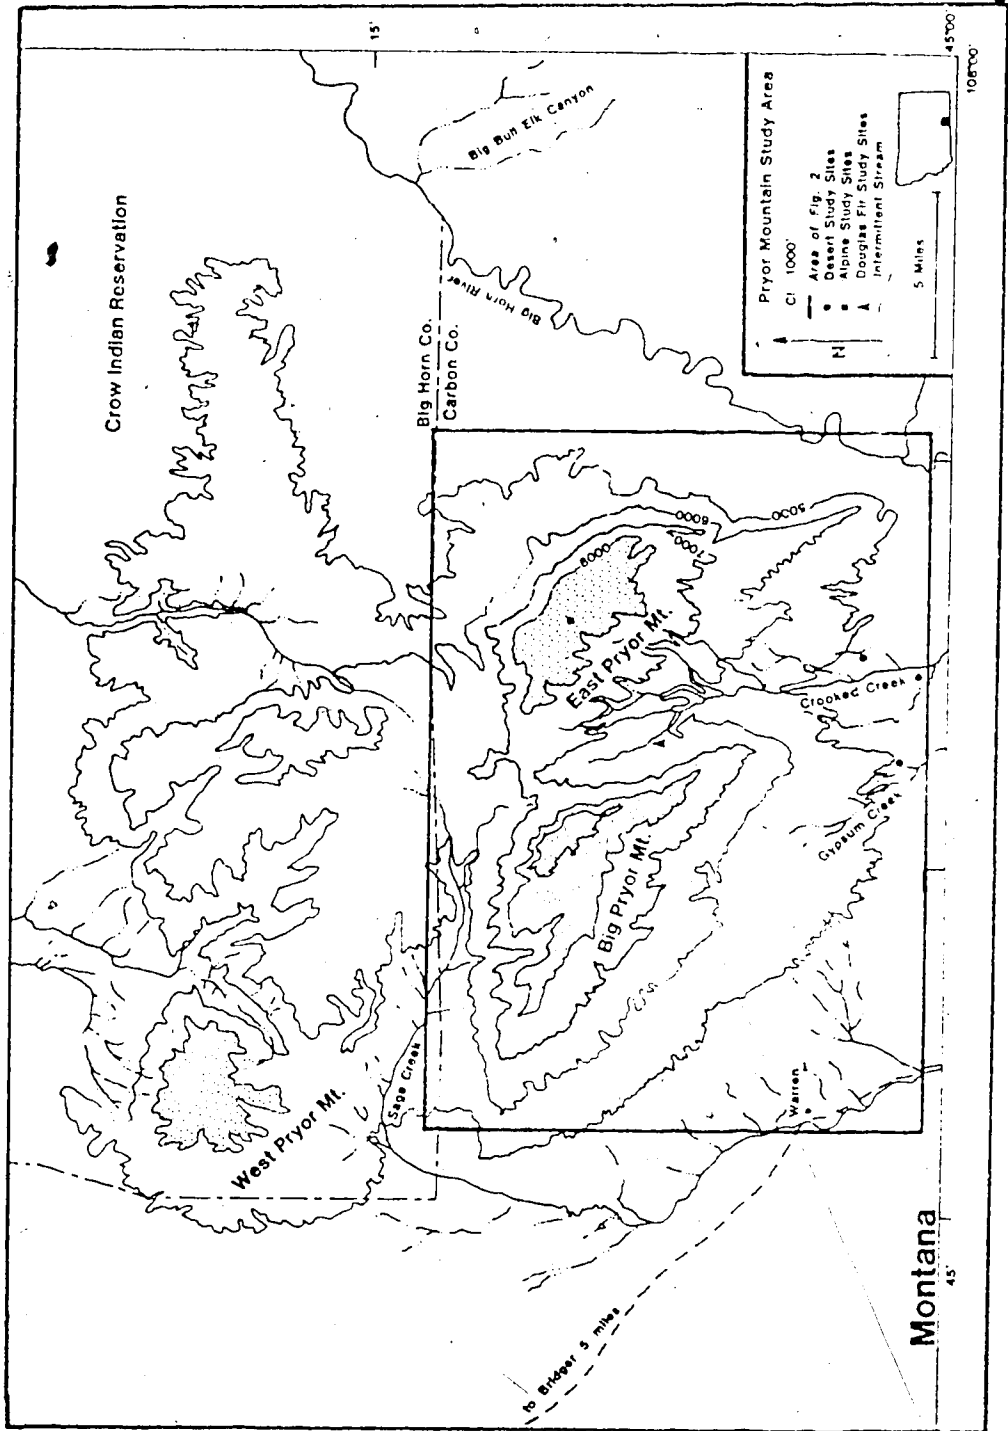 Crow Indian Reservation
15'
Big Bull Elk Canyon
West Pryor Mt.
Sage Creek
Big Horn Co.
Carbon Co.
Big Horn River
to Bridger 5 miles
Warren
Big Pryor Mt.
East Pryor Mt.
8000
7000
6000
5000
Gypsum Creek
Crooked Creek
Montana
45'
Pryor Mountain Study Area
CI 1000'
N
Area of Fig. 2
Desert Study Sites
Alpine Study Sites
Douglas Fir Study Sites
Intermittent Stream
5 Miles
45°00'
108°00'